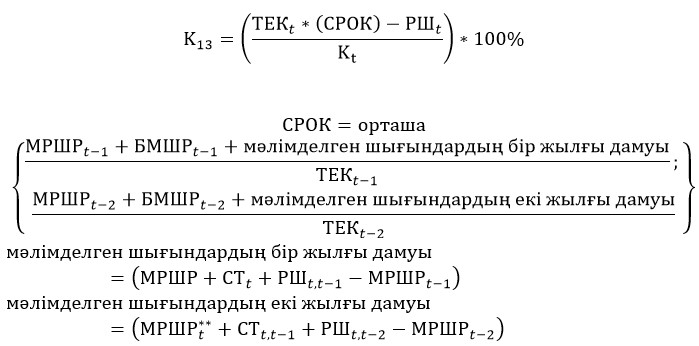 K₁₃ = (ТЕКₜ * (СРОК) − РШₜ / Kₜ) * 100%
СРОК = орташа
{МРШРₜ₋₁ + БМШРₜ₋₁ + мәлімделген шығындардың бір жылғы дамуы / ТЕКₜ₋₁ ;
МРШРₜ₋₂ + БМШРₜ₋₂ + мәлімделген шығындардың екі жылғы дамуы / ТЕКₜ₋₂}
мәлімделген шығындардың бір жылғы дамуы
= (МРШР + СТₜ + РШₜ,ₜ₋₁ − МРШРₜ₋₁)
мәлімделген шығындардың екі жылғы дамуы
= (МРШРₜ** + СТₜ,ₜ₋₁ + РШₜ,ₜ₋₂ − МРШРₜ₋₂)